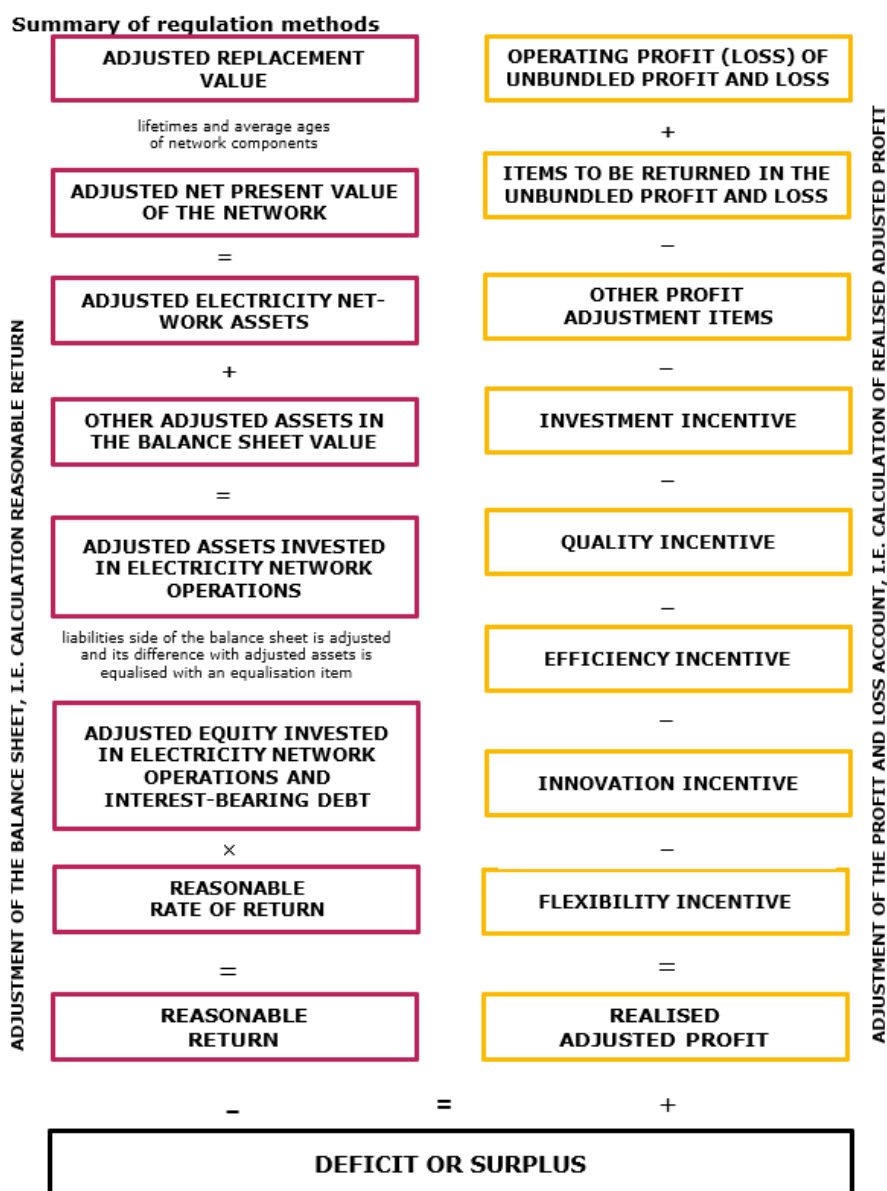 Summary of regulation methods
ADJUSTMENT OF THE BALANCE SHEET, I.E. CALCULATION REASONABLE RETURN
ADJUSTED REPLACEMENT
VALUE
lifetimes and average ages
of network components
ADJUSTED NET PRESENT VALUE
OF THE NETWORK
=
ADJUSTED ELECTRICITY NET-
WORK ASSETS
+
OTHER ADJUSTED ASSETS IN
THE BALANCE SHEET VALUE
=
ADJUSTED ASSETS INVESTED
IN ELECTRICITY NETWORK
OPERATIONS
liabilities side of the balance sheet is adjusted
and its difference with adjusted assets is
equalised with an equalisation item
ADJUSTED EQUITY INVESTED
IN ELECTRICITY NETWORK
OPERATIONS AND
INTEREST-BEARING DEBT
×
REASONABLE
RATE OF RETURN
=
REASONABLE
RETURN
OPERATING PROFIT (LOSS) OF
UNBUNDLED PROFIT AND LOSS
+
ITEMS TO BE RETURNED IN THE
UNBUNDLED PROFIT AND LOSS
–
OTHER PROFIT
ADJUSTMENT ITEMS
–
INVESTMENT INCENTIVE
–
QUALITY INCENTIVE
–
EFFICIENCY INCENTIVE
–
INNOVATION INCENTIVE
–
FLEXIBILITY INCENTIVE
=
REALISED
ADJUSTED PROFIT
ADJUSTMENT OF THE PROFIT AND LOSS ACCOUNT, I.E. CALCULATION OF REALISED ADJUSTED PROFIT
– = +
DEFICIT OR SURPLUS